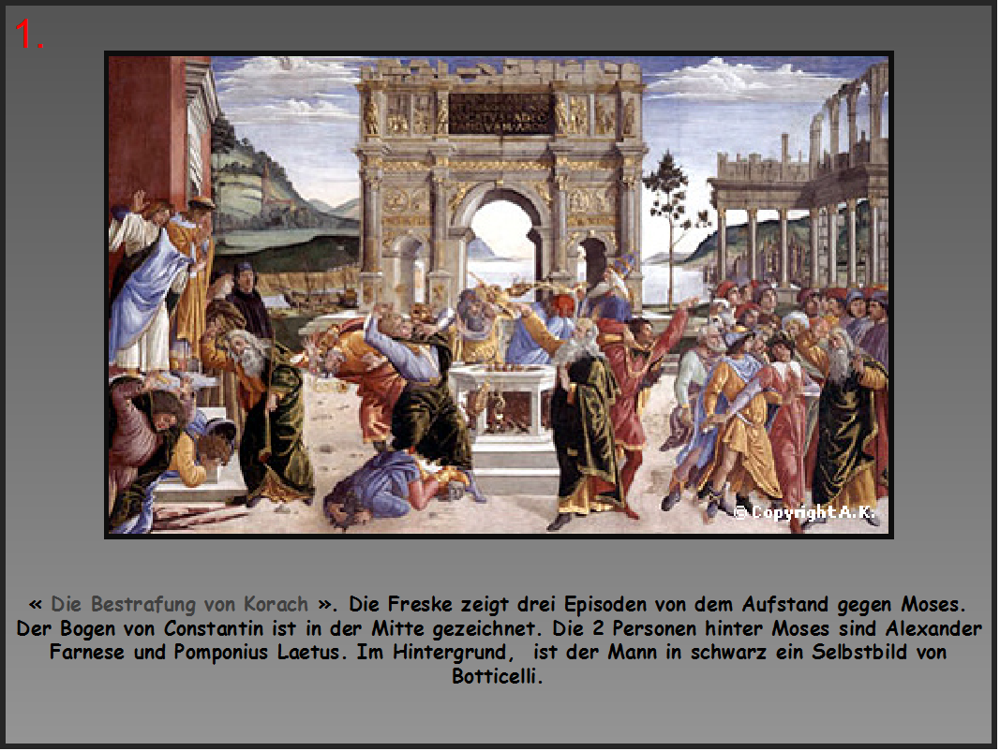 1.
© Copyright A. K.
« Die Bestrafung von Korach ». Die Freske zeigt drei Episoden von dem Aufstand gegen Moses.
Der Bogen von Constantin ist in der Mitte gezeichnet. Die 2 Personen hinter Moses sind Alexander
Farnese und Pomponius Laetus. Im Hintergrund,  ist der Mann in schwarz ein Selbstbild von
Botticelli.